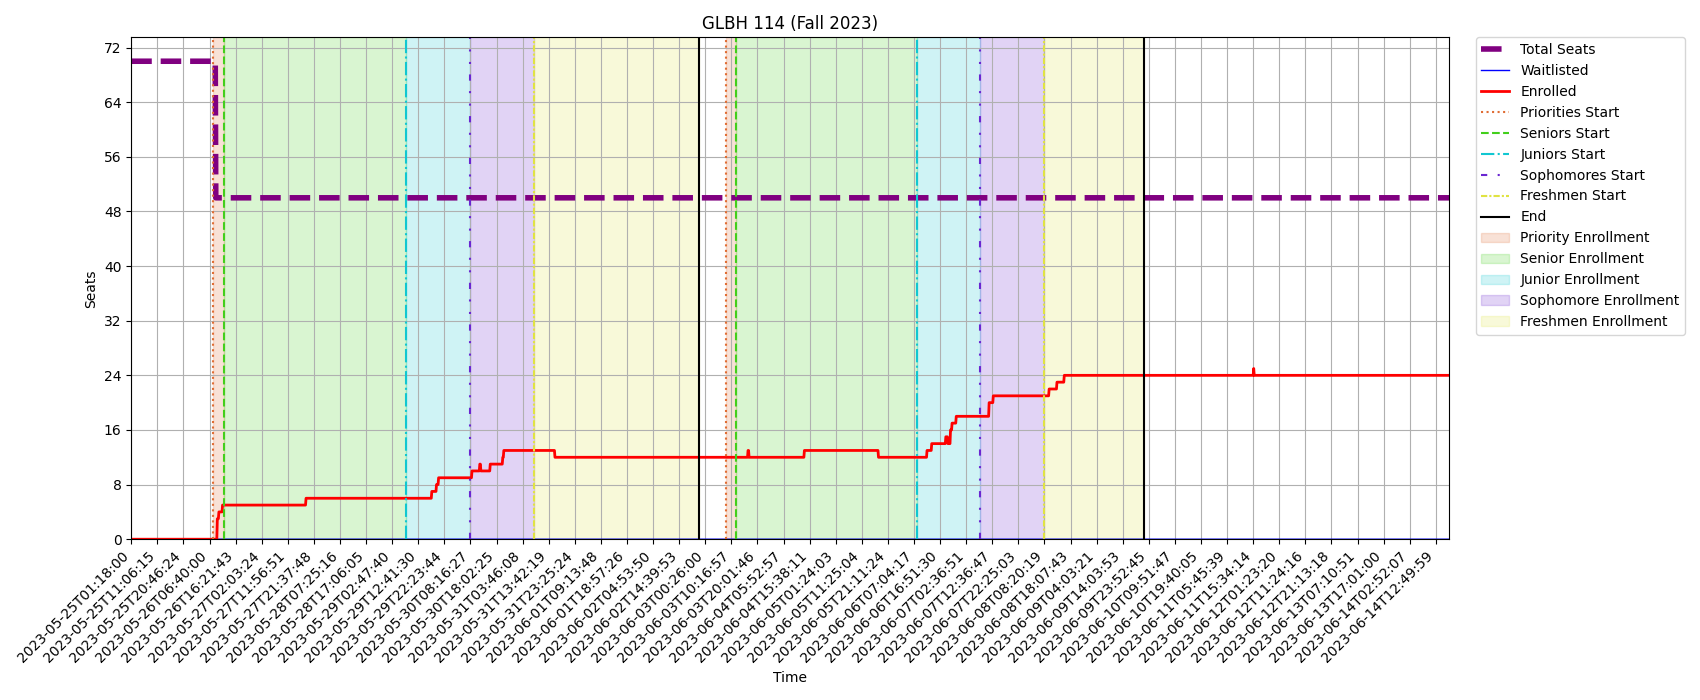 GLBH 114 (Fall 2023)
72
64
56
48
40
32
24
16
8
0
Seats
2023-05-25T01:18:00
2023-05-25T11:06:15
2023-05-25T20:46:24
2023-05-26T06:40:00
2023-05-26T16:21:43
2023-05-27T02:03:24
2023-05-27T11:56:51
2023-05-27T21:37:48
2023-05-28T07:25:16
2023-05-28T17:06:05
2023-05-29T02:47:40
2023-05-29T12:41:30
2023-05-29T22:23:44
2023-05-30T08:16:27
2023-05-30T18:02:25
2023-05-31T03:46:08
2023-05-31T13:42:19
2023-05-31T23:25:24
2023-06-01T09:13:48
2023-06-01T18:57:26
2023-06-02T04:53:50
2023-06-02T14:39:53
2023-06-03T00:26:00
2023-06-03T10:16:57
2023-06-03T20:01:46
2023-06-04T05:52:57
2023-06-04T15:38:11
2023-06-05T01:24:03
2023-06-05T11:25:04
2023-06-05T21:11:24
2023-06-06T07:04:17
2023-06-06T16:51:30
2023-06-07T02:36:51
2023-06-07T12:36:47
2023-06-07T22:25:03
2023-06-08T08:20:19
2023-06-08T18:07:43
2023-06-09T04:03:21
2023-06-09T14:03:53
2023-06-09T23:52:45
2023-06-10T09:51:47
2023-06-10T19:40:05
2023-06-11T05:45:39
2023-06-11T15:34:14
2023-06-12T01:23:20
2023-06-12T11:24:16
2023-06-12T21:13:18
2023-06-13T07:10:51
2023-06-13T17:01:00
2023-06-14T02:52:07
2023-06-14T12:49:59
Time
Total Seats
Waitlisted
Enrolled
Priorities Start
Seniors Start
Juniors Start
Sophomores Start
Freshmen Start
End
Priority Enrollment
Senior Enrollment
Junior Enrollment
Sophomore Enrollment
Freshmen Enrollment